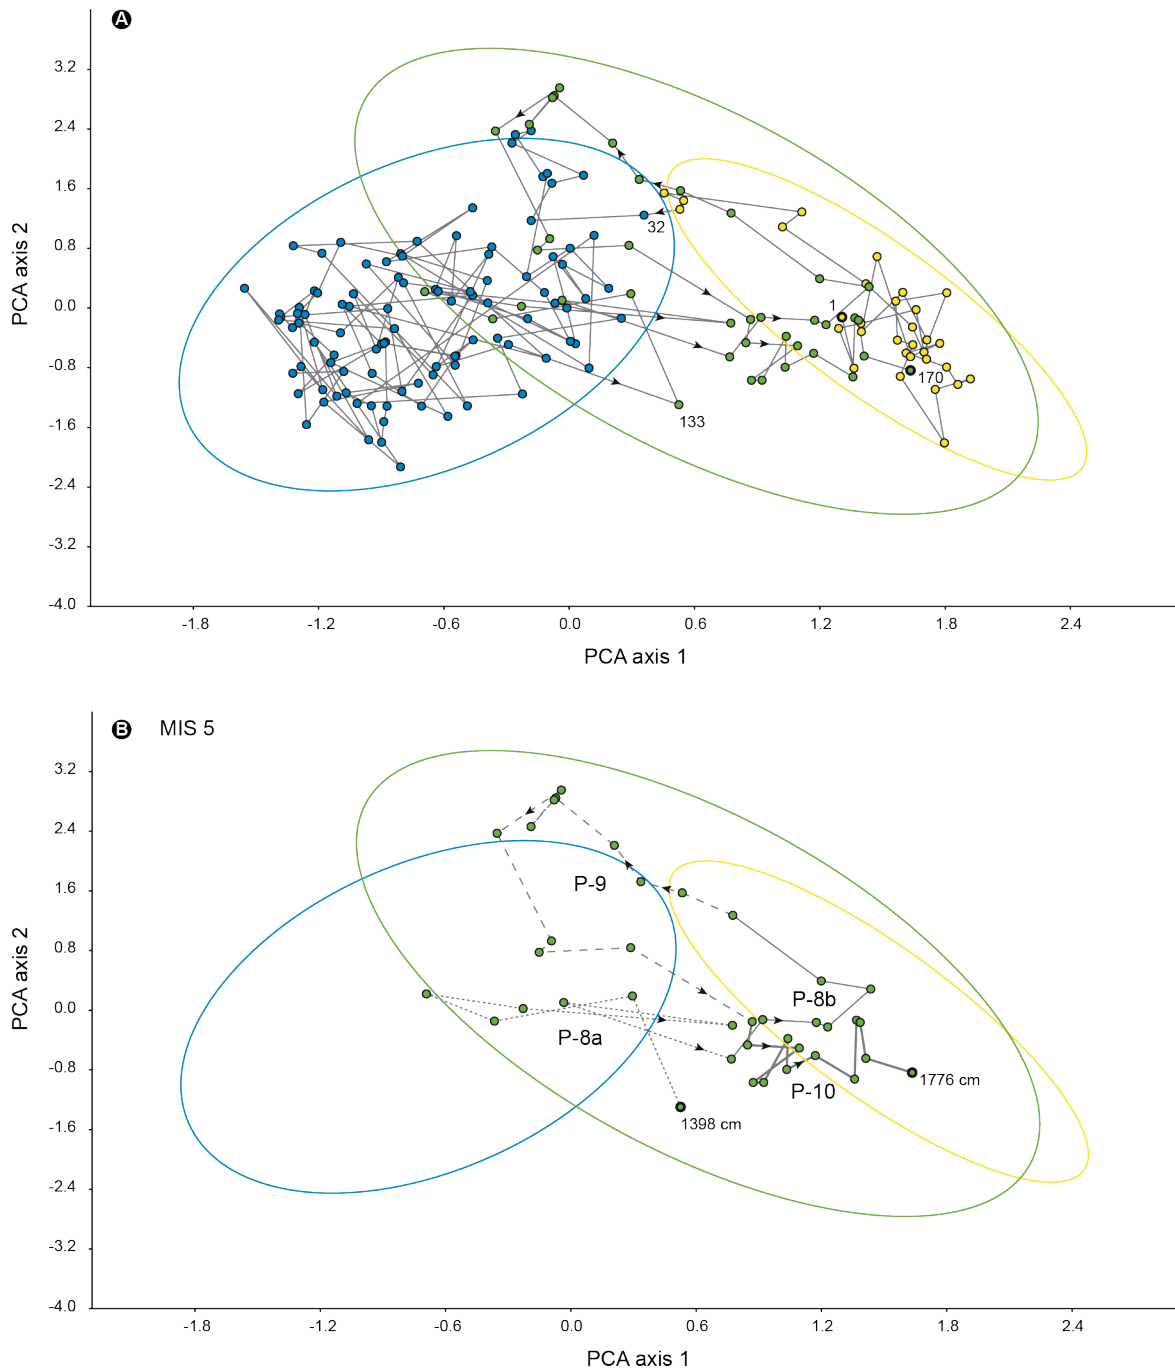 A
3.2
2.4
1.6
0.8
0.0
-0.8
-1.6
-2.4
-3.2
-4.0
PCA axis 2
32
1
170
133
-1.8 -1.2 -0.6 0.0 0.6 1.2 1.8 2.4
PCA axis 1
B MIS 5
3.2
2.4
1.6
0.8
0.0
-0.8
-1.6
-2.4
-3.2
-4.0
PCA axis 2
P-9
P-8b
P-8a
1776 cm
P-10
1398 cm
-1.8 -1.2 -0.6 0.0 0.6 1.2 1.8 2.4
PCA axis 1